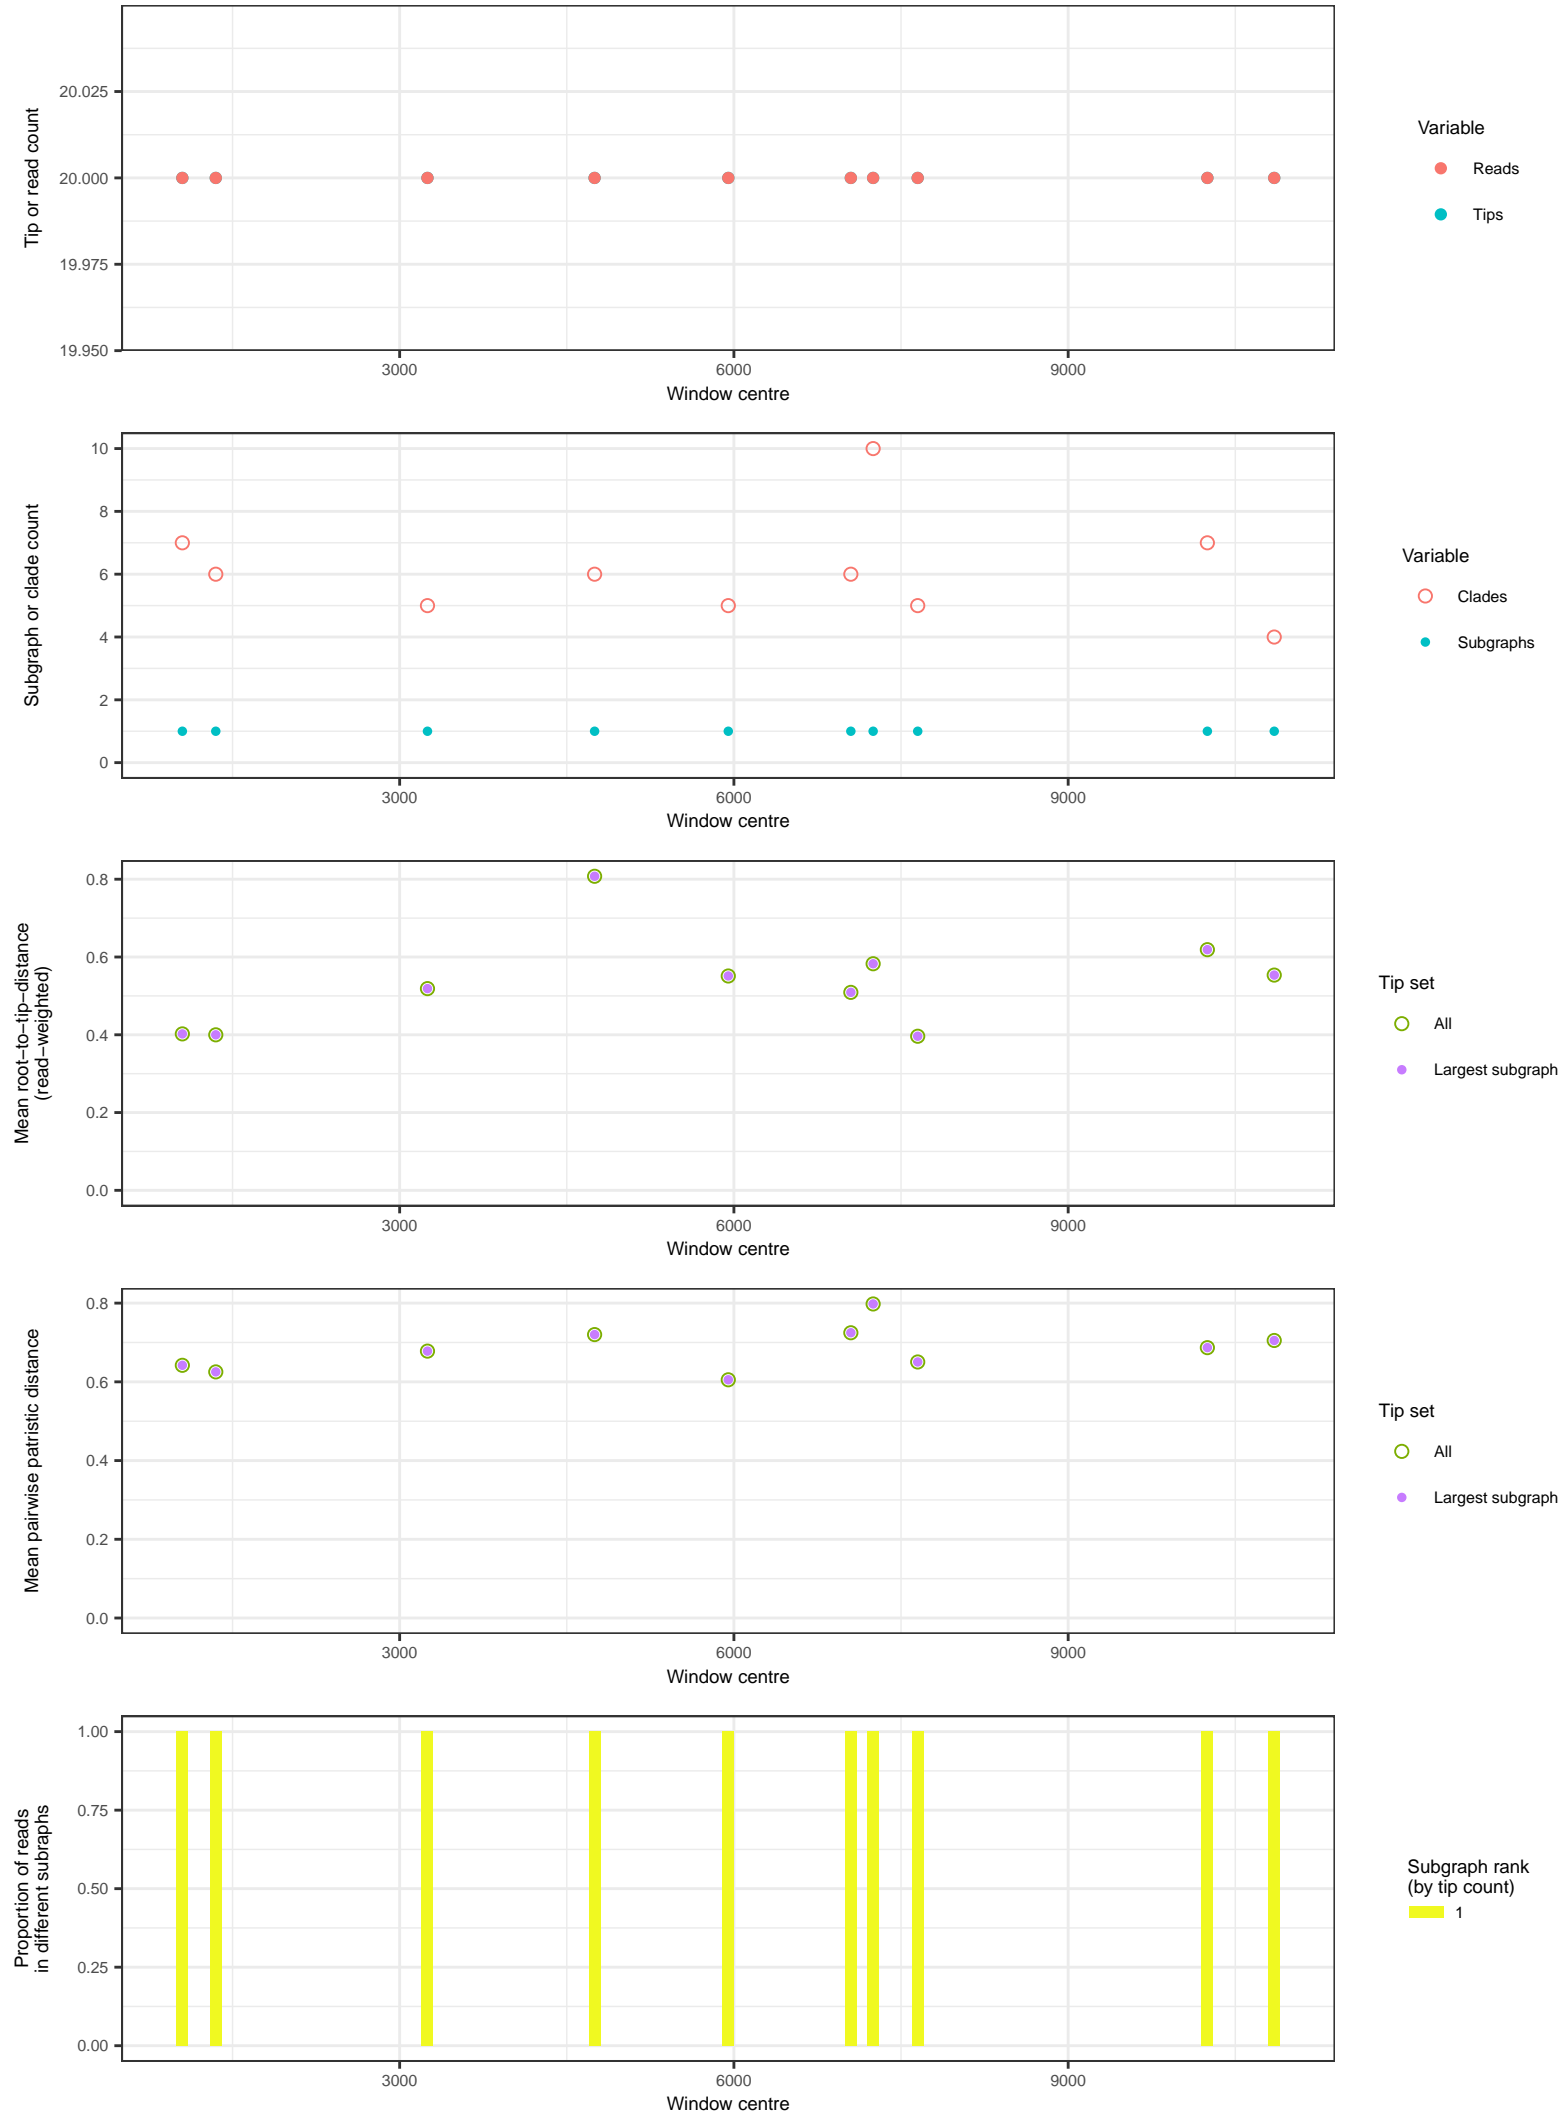 20.025
20.000
19.975
19.950
Tip or read count
3000 6000 9000
Window centre
Variable
Reads
Tips
10
8
6
4
2
0
Subgraph or clade count
3000 6000 9000
Window centre
Variable
Clades
Subgraphs
0.8
0.6
0.4
0.2
0.0
Mean root−to−tip−distance
(read−weighted)
3000 6000 9000
Window centre
Tip set
All
Largest subgraph
0.8
0.6
0.4
0.2
0.0
Mean pairwise patristic distance
3000 6000 9000
Window centre
Tip set
All
Largest subgraph
1.00
0.75
0.50
0.25
0.00
Proportion of reads
in different subraphs
3000 6000 9000
Window centre
Subgraph rank
(by tip count)
1